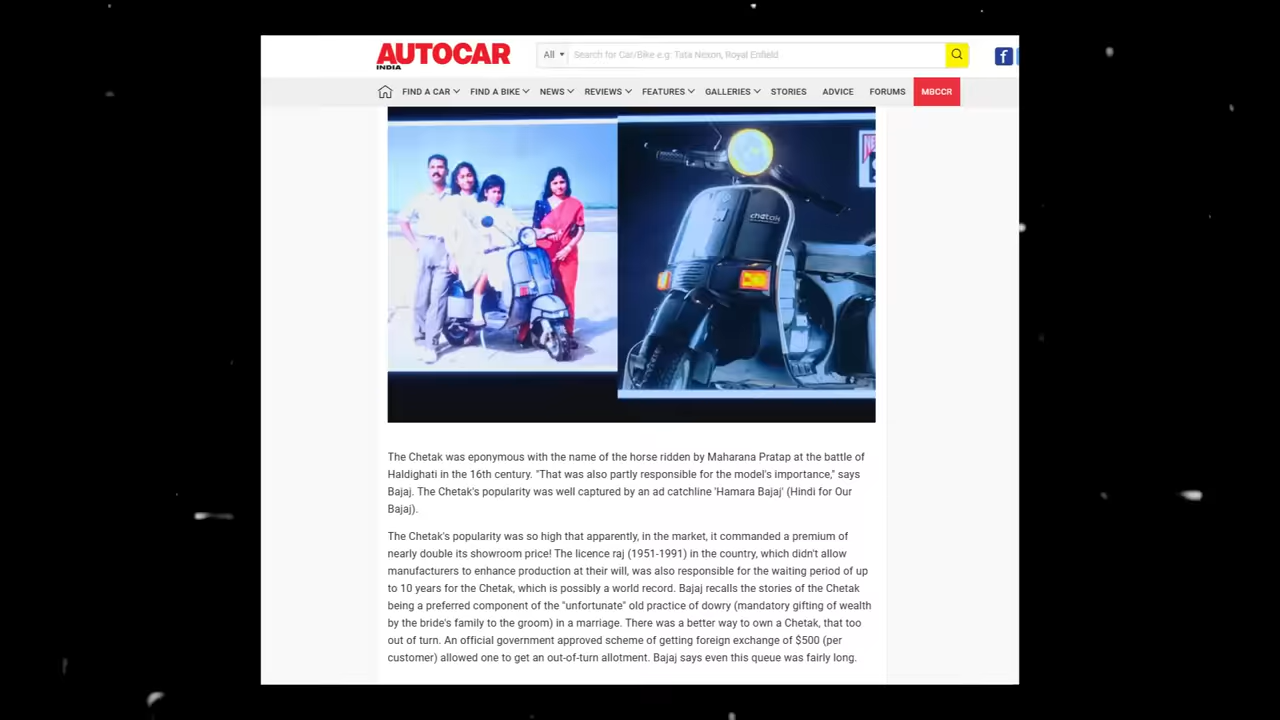 AUTOCAR
INDIA
All
Search for Car/Bike e.g: Tata Nexon, Royal Enfield
FIND A CAR
FIND A BIKE
NEWS
REVIEWS
FEATURES
GALLERIES
STORIES
ADVICE
FORUMS
MBCCR
chetak
The Chetak was eponymous with the name of the horse ridden by Maharana Pratap at the battle of
Haldighati in the 16th century. "That was also partly responsible for the model's importance," says
Bajaj. The Chetak's popularity was well captured by an ad catchline 'Hamara Bajaj' (Hindi for Our
Bajaj).
The Chetak's popularity was so high that apparently, in the market, it commanded a premium of
nearly double its showroom price! The licence raj (1951-1991) in the country, which didn't allow
manufacturers to enhance production at their will, was also responsible for the waiting period of up
to 10 years for the Chetak, which is possibly a world record. Bajaj recalls the stories of the Chetak
being a preferred component of the "unfortunate" old practice of dowry (mandatory gifting of wealth
by the bride's family to the groom) in a marriage. There was a better way to own a Chetak, that too
out of turn. An official government approved scheme of getting foreign exchange of $500 (per
customer) allowed one to get an out-of-turn allotment. Bajaj says even this queue was fairly long.